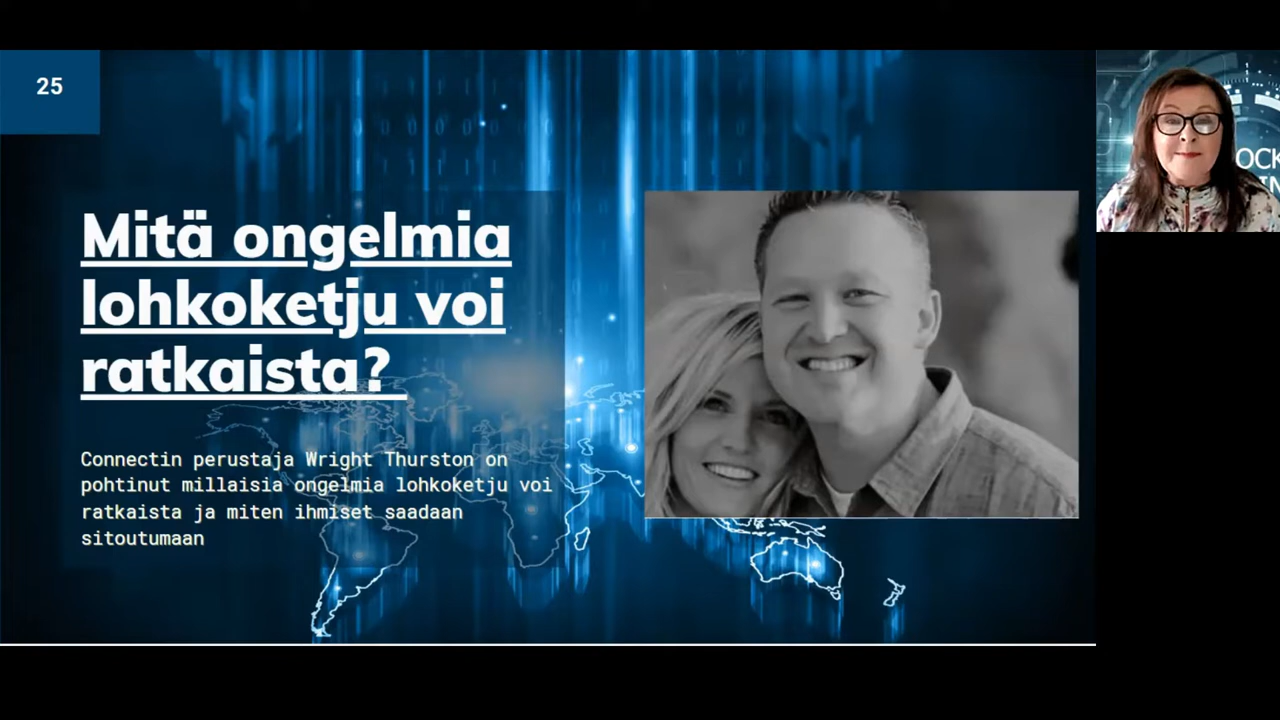 25
Mitä ongelmia
lohkoketju voi
ratkaista?
Connectin perustaja Wright Thurston on
pohtinut millaisia ongelmia lohkoketju voi
ratkaista ja miten ihmiset saadaan
sitoutumaan